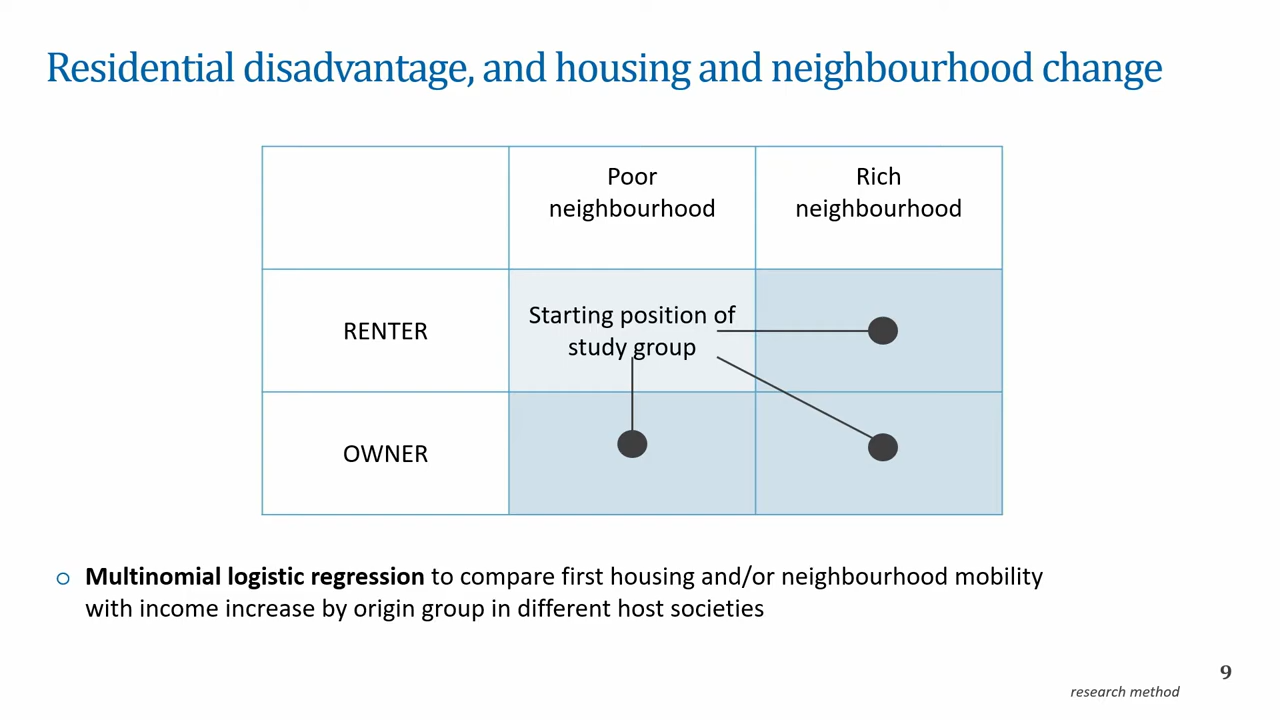 Residential disadvantage, and housing and neighbourhood change
Poor
neighbourhood
Rich
neighbourhood
RENTER
Starting position of
study group
OWNER
o Multinomial logistic regression to compare first housing and/or neighbourhood mobility
with income increase by origin group in different host societies
9
research method